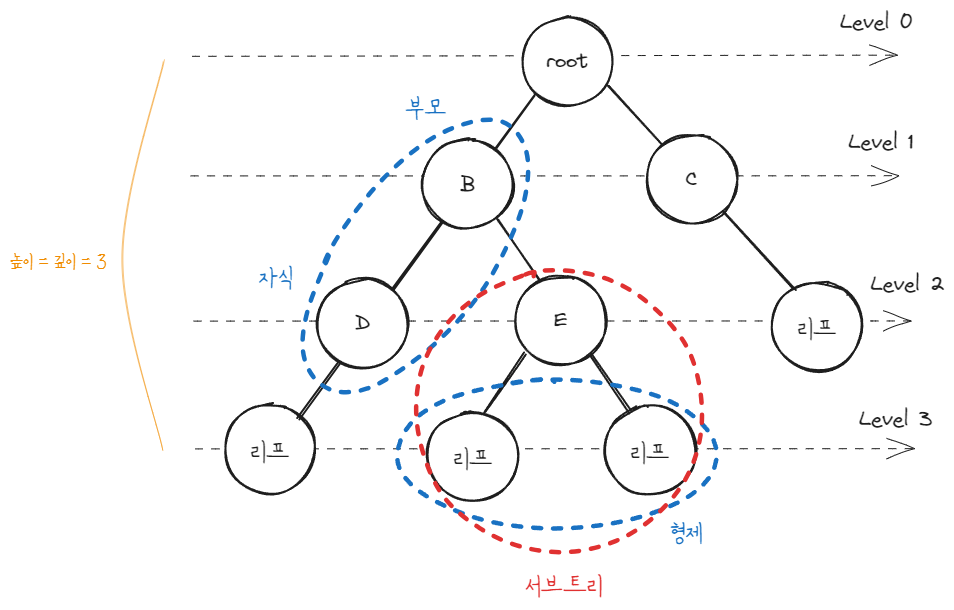 Level 0
root
부모
Level 1
B
C
높이 = 깊이 = 3
자식
Level 2
D
E
리프
Level 3
리프
리프
리프
형제
서브트리